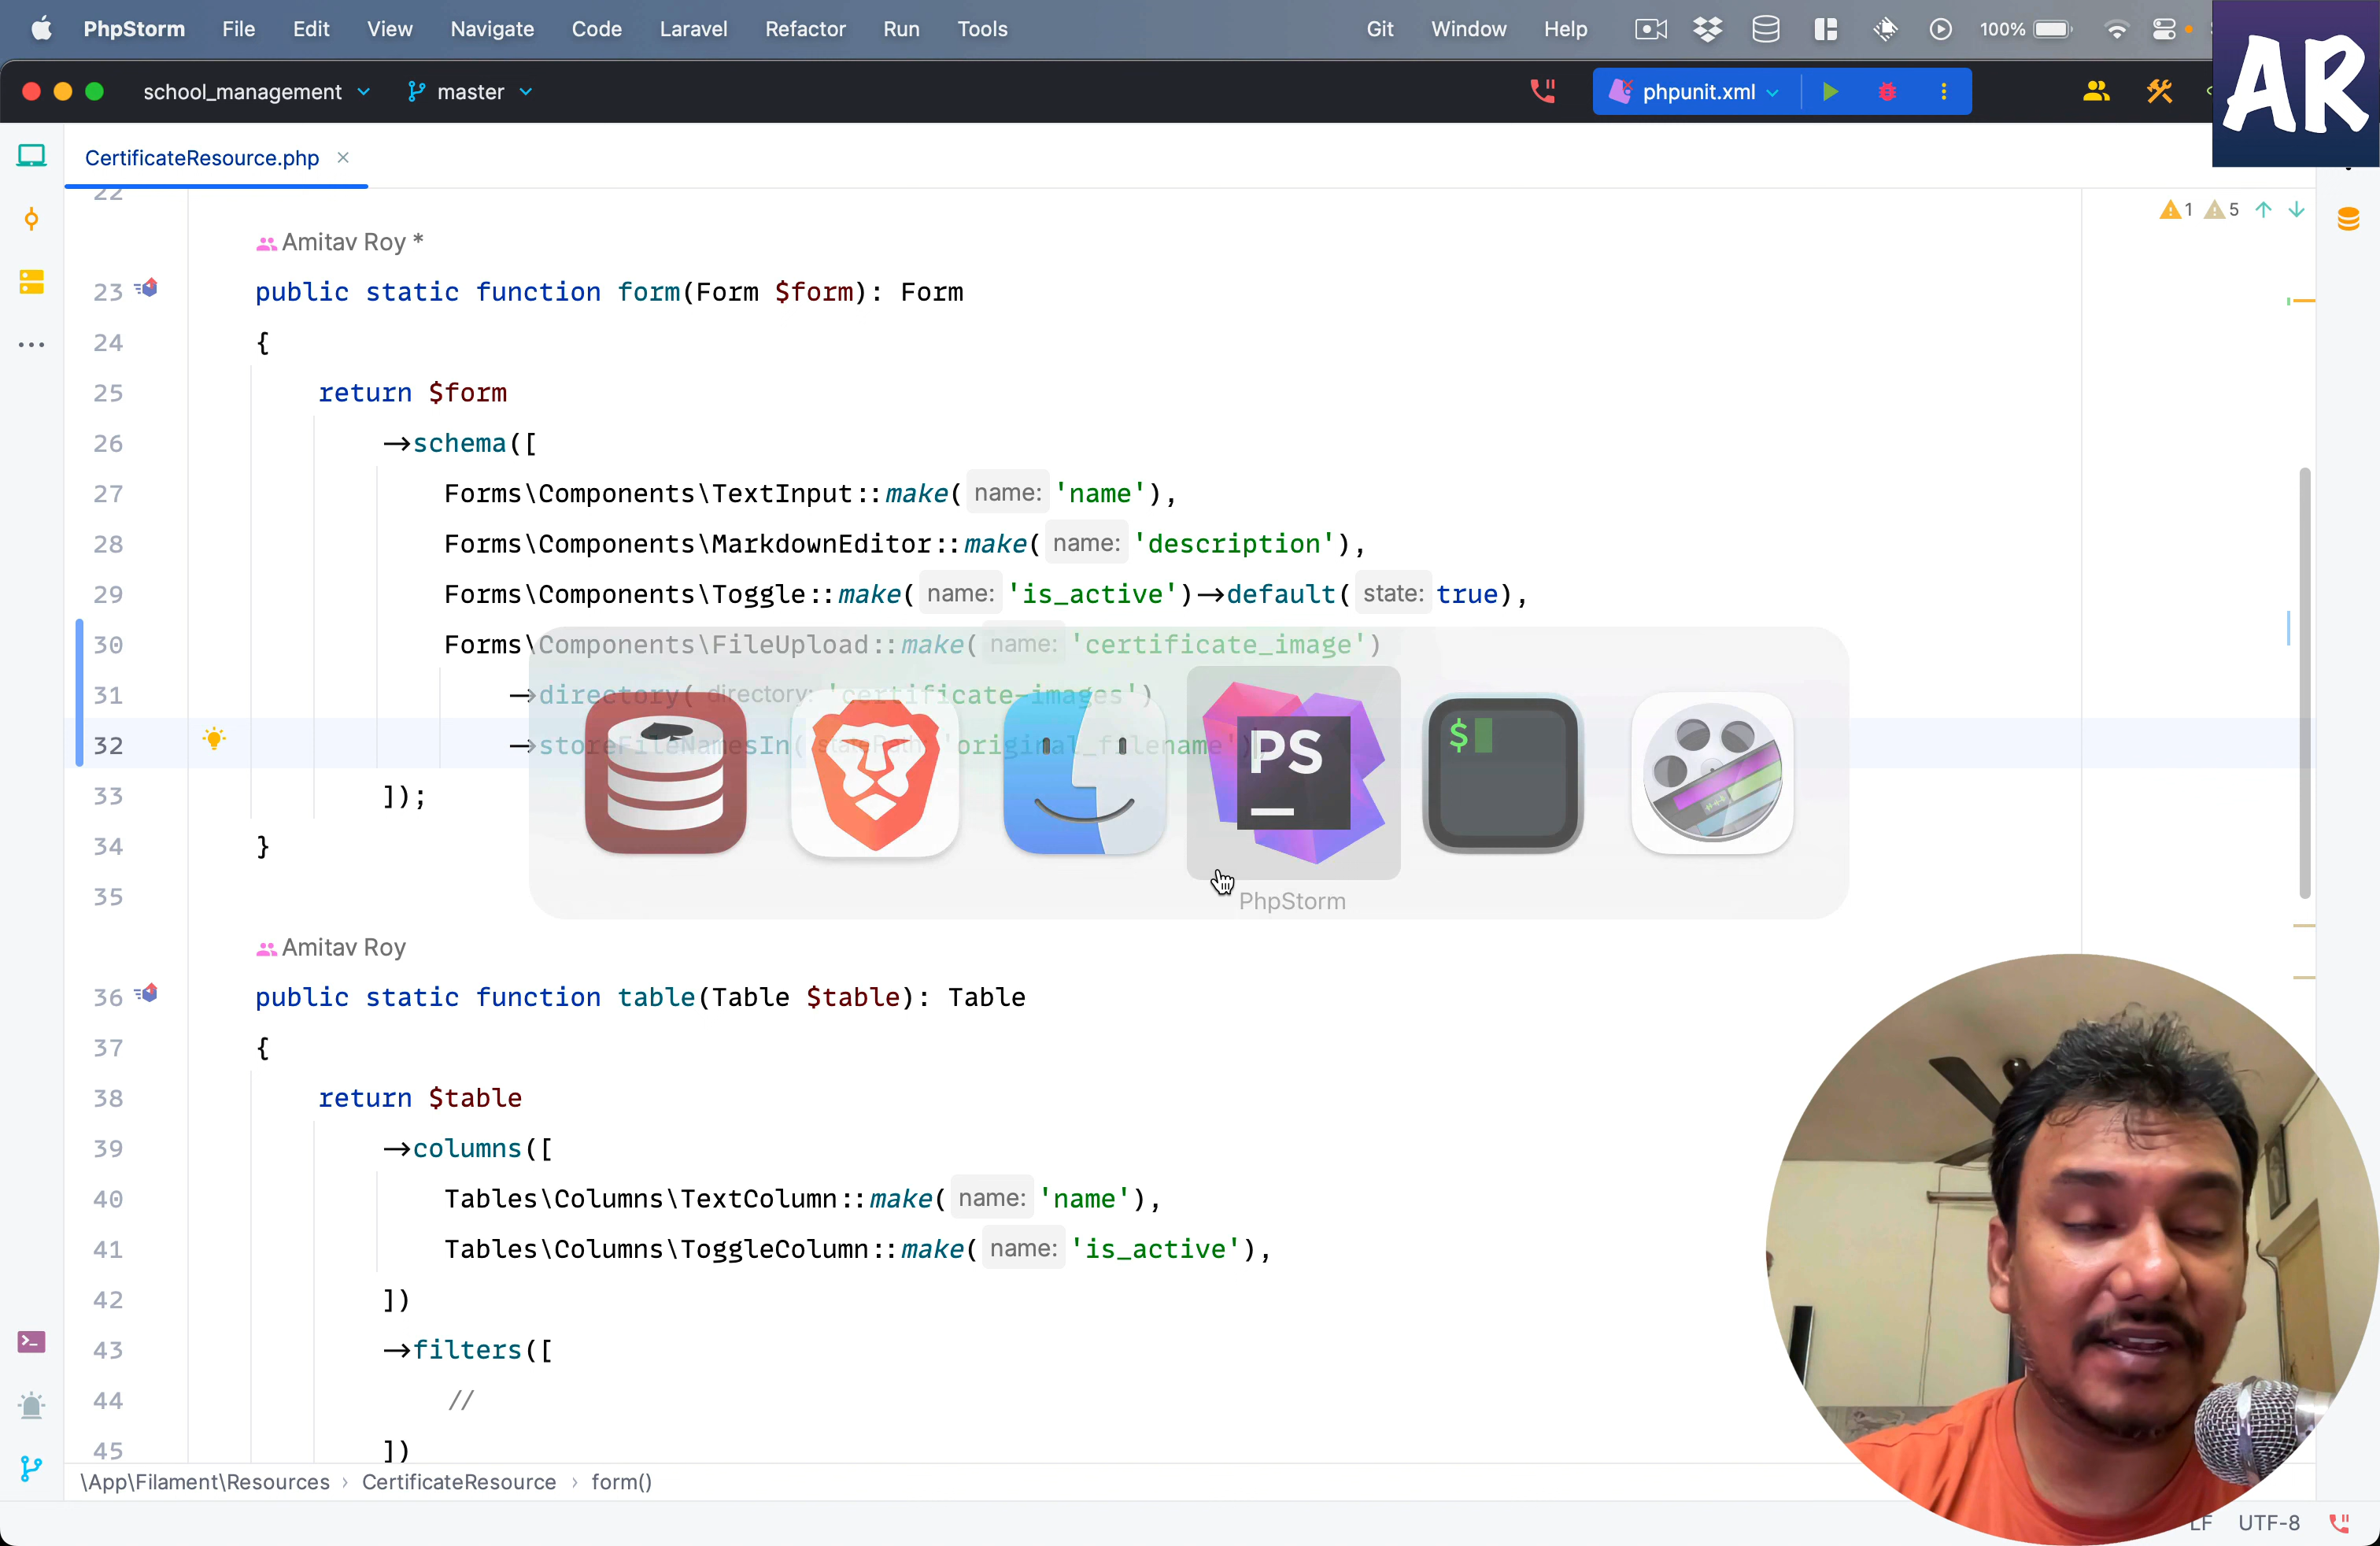 PhpStorm File Edit View Navigate Code Laravel Refactor Run Tools Git Window Help 100%
school_management master phpunit.xml
AR
CertificateResource.php
22
1 5
Amitav Roy *
23 public static function form(Form $form): Form
24 {
25 return $form
26 →schema([
27 Forms\Components\TextInput::make( name: 'name'),
28 Forms\Components\MarkdownEditor::make( name: 'description'),
29 Forms\Components\Toggle::make( name: 'is_active')→default( state: true),
30 Forms\Components\FileUpload::make( name: 'certificate_image')
31 →directory( directory: 'certificate-images')
32 →storeFileNamesIn( 'original_filename')
33 ]);
34 }
35
PS
$
PhpStorm
Amitav Roy
36 public static function table(Table $table): Table
37 {
38 return $table
39 →columns([
40 Tables\Columns\TextColumn::make( name: 'name'),
41 Tables\Columns\ToggleColumn::make( name: 'is_active'),
42 ])
43 →filters([
44 //
45 ])
\App\Filament\Resources › CertificateResource › form()
LF UTF-8